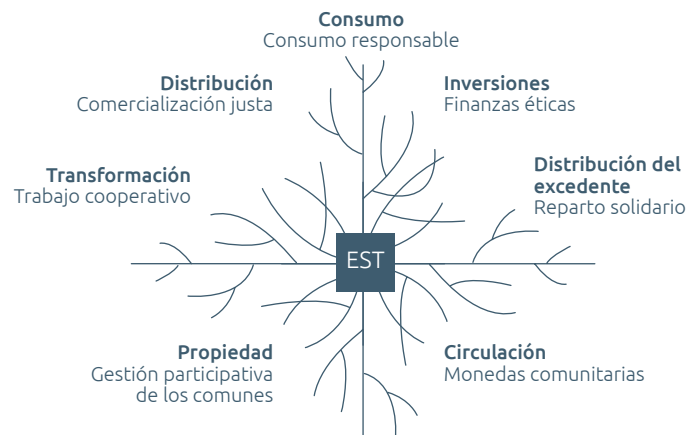 Consumo
Consumo responsable
Distribución
Comercialización justa
Inversiones
Finanzas éticas
Transformación
Trabajo cooperativo
Distribución del
excedente
Reparto solidario
EST
Propiedad
Gestión participativa
de los comunes
Circulación
Monedas comunitarias